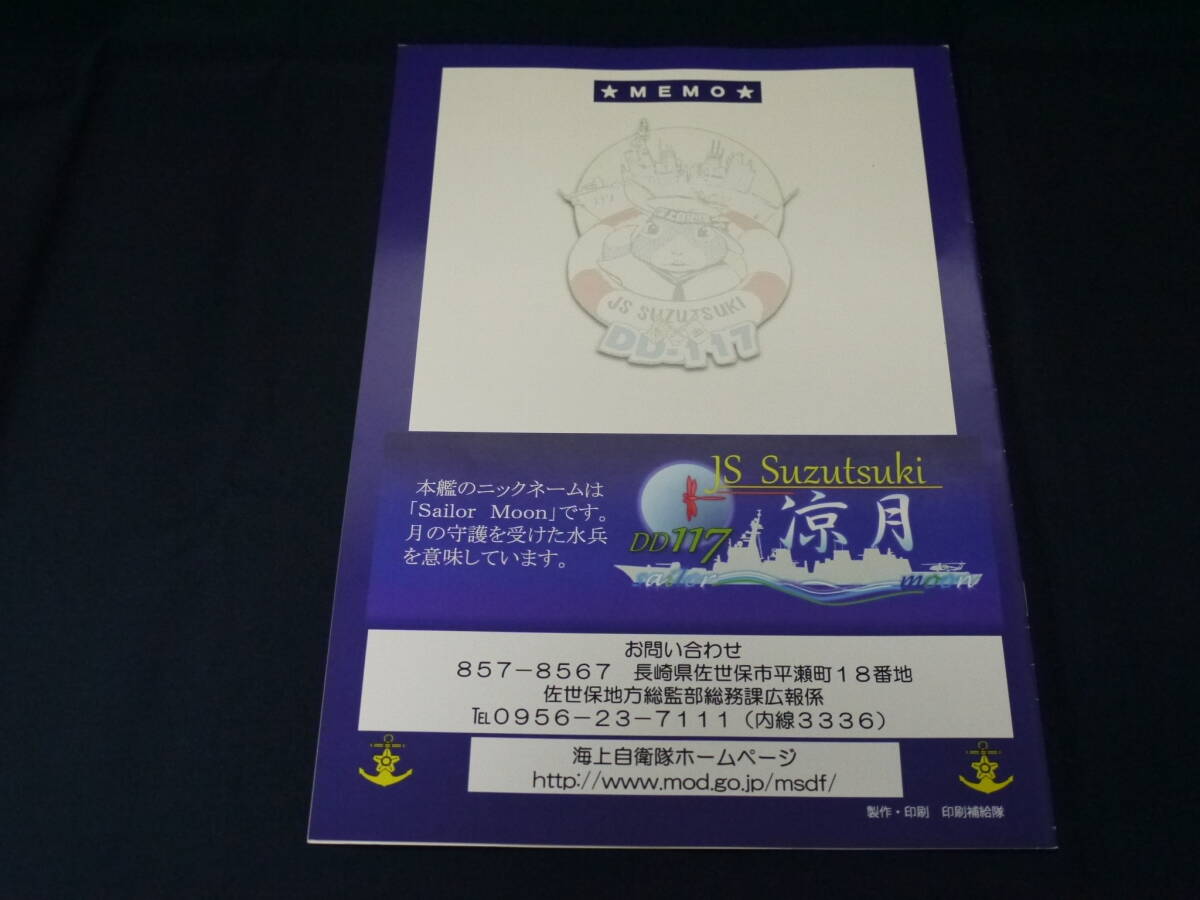 ★MEMO★
JS SUZUTSUKI
DD-117
本艦のニックネームは
「Sailor Moon」です。
月の守護を受けた水兵
を意味しています。
JS Suzutsuki
涼月
DD117
sailor moon
お問い合わせ
857-8567 長崎県佐世保市平瀬町18番地
佐世保地方総監部総務課広報係
℡0956-23-7111(内線3336)
海上自衛隊ホームページ
http://www.mod.go.jp/msdf/
製作・印刷 印刷補給隊